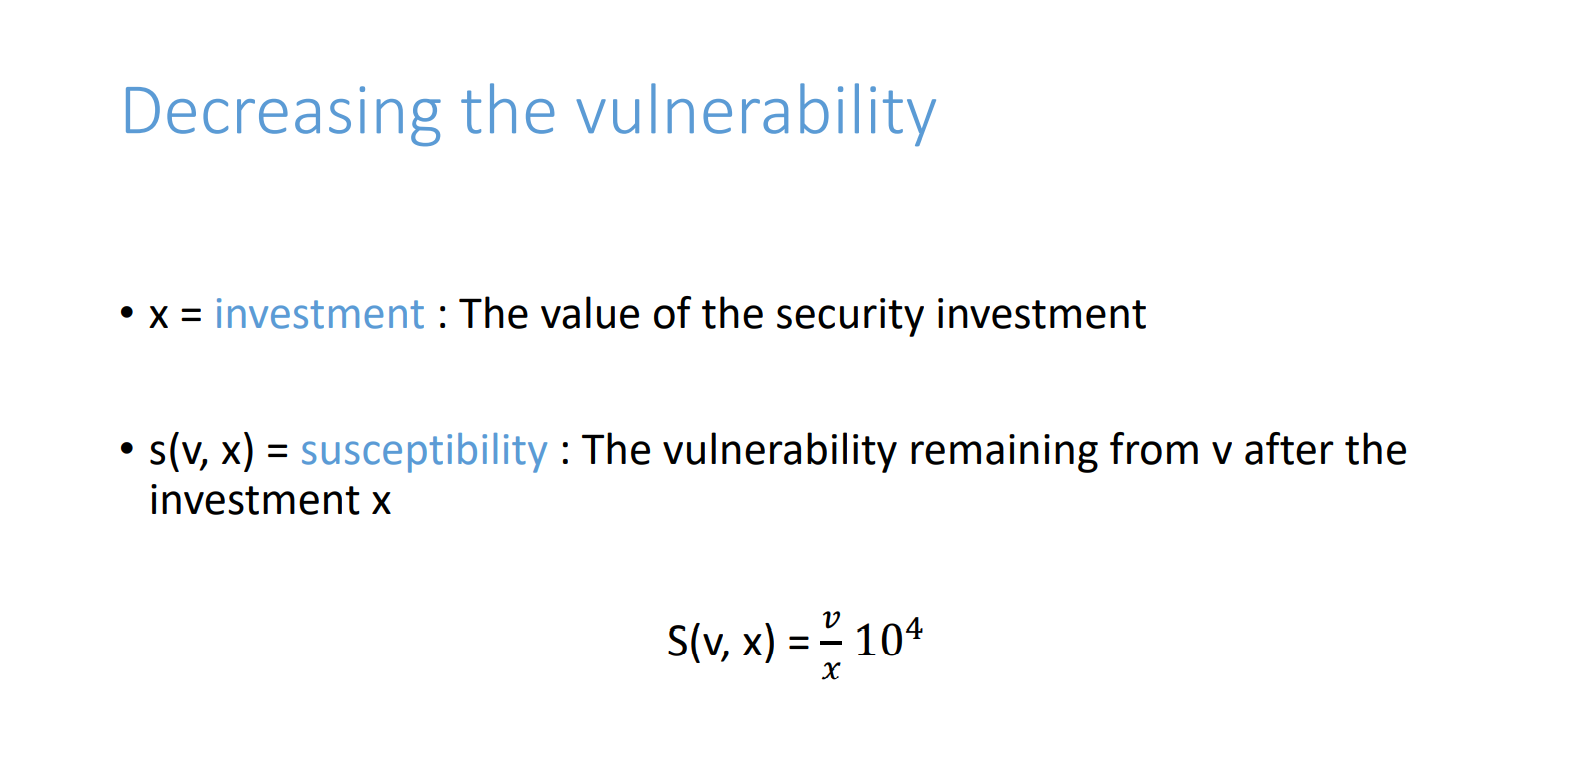 Decreasing the vulnerability
• x = investment : The value of the security investment
• s(v, x) = susceptibility : The vulnerability remaining from v after the
investment x
S(v, x) = \frac{v}{x} 10^4